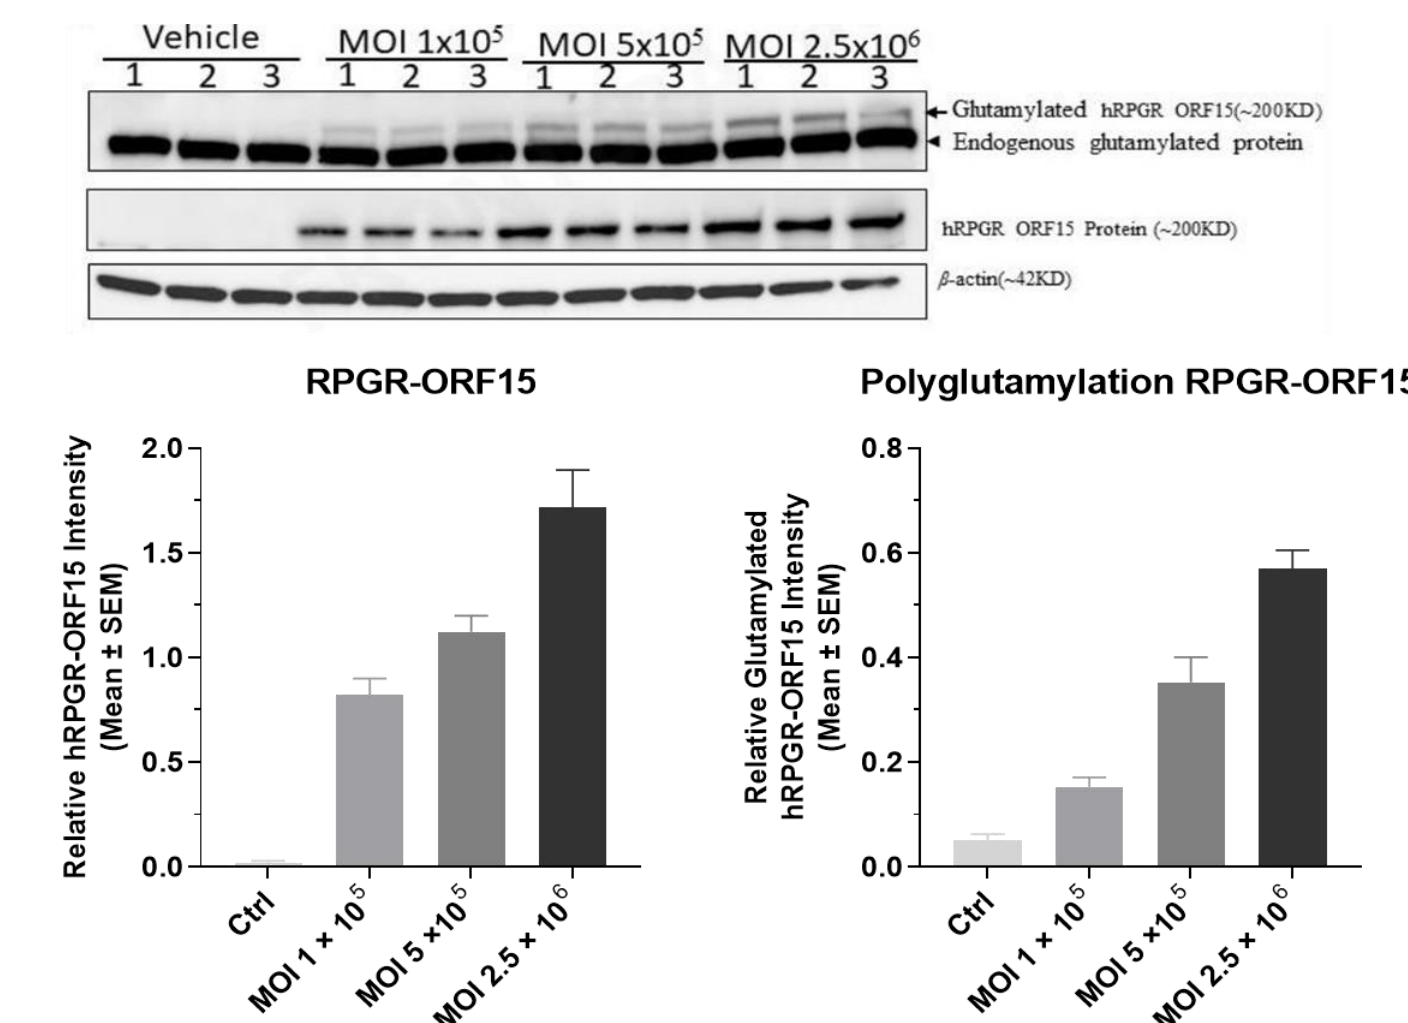 Vehicle MOI 1x10⁵ MOI 5x10⁵ MOI 2.5x10⁶
1 2 3 1 2 3 1 2 3 1 2 3
Glutamylated hRPGR ORF15(~200KD)
Endogenous glutamylated protein
hRPGR ORF15 Protein (~200KD)
β-actin(~42KD)
RPGR-ORF15
Relative hRPGR-ORF15 Intensity
(Mean ± SEM)
2.0
1.5
1.0
0.5
0.0
Ctrl
MOI 1 × 10⁵
MOI 5 ×10⁵
MOI 2.5 × 10⁶
Polyglutamylation RPGR-ORF15
Relative Glutamylated
hRPGR-ORF15 Intensity
(Mean ± SEM)
0.8
0.6
0.4
0.2
0.0
Ctrl
MOI 1 × 10⁵
MOI 5 ×10⁵
MOI 2.5 × 10⁶